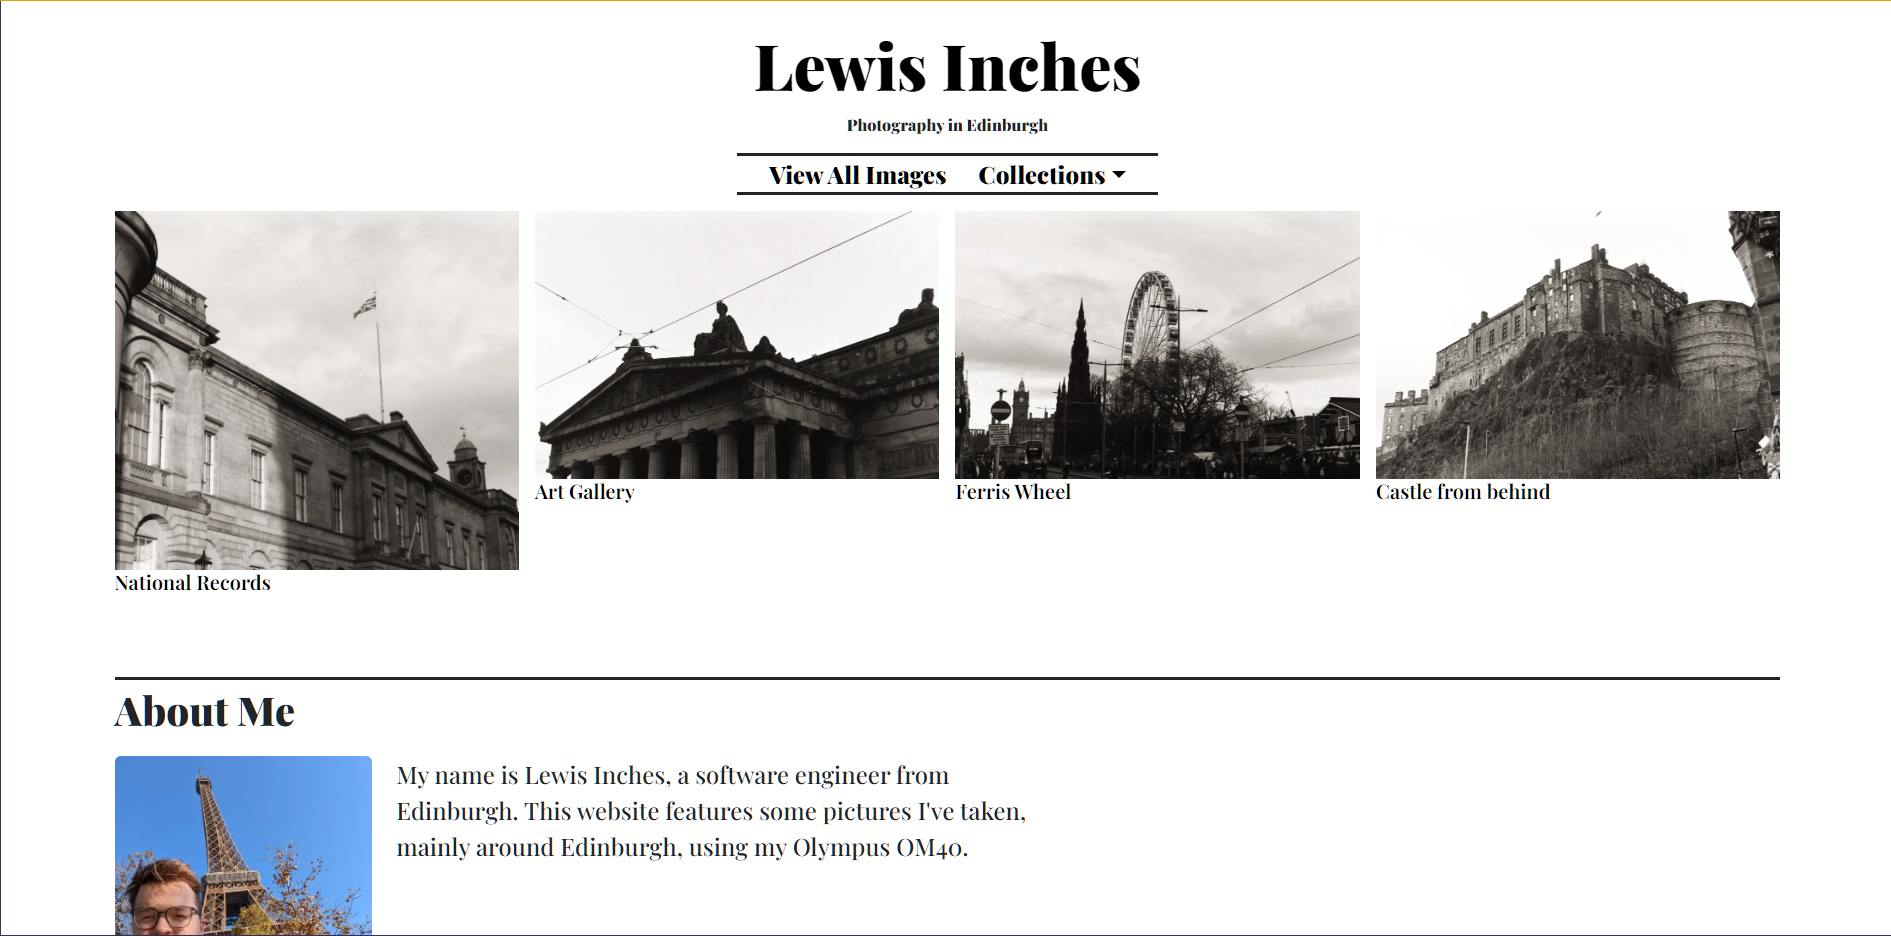 Lewis Inches
Photography in Edinburgh
View All Images Collections
National Records
Art Gallery
Ferris Wheel
Castle from behind
About Me
My name is Lewis Inches, a software engineer from
Edinburgh. This website features some pictures I've taken,
mainly around Edinburgh, using my Olympus OM40.